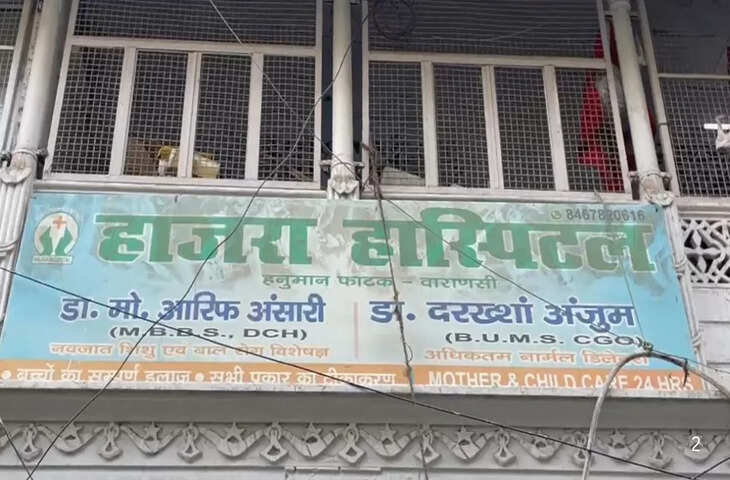 8467820616
हाजरा हास्पिटल
हनुमान फाटक - वाराणसी
डा. मो. आरिफ अंसारी
(M.B.B.S., DCH)
नवजात शिशु एवं बाल रोग विशेषज्ञ
डा. दरख्शां अंजुम
(B.U.M.S. CGO)
अधिकतम नार्मल डिलेवरी
• बच्चों का सम्पूर्ण इलाज • सभी प्रकार का टीकाकरण MOTHER & CHILD CARE 24 HRS
2